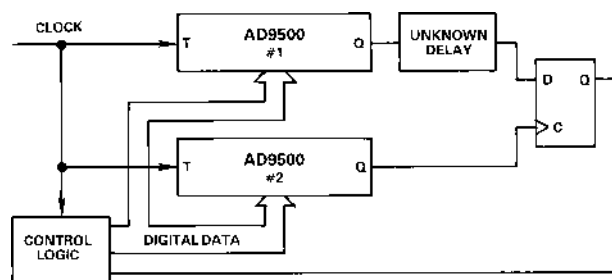 CLOCK
T
AD9500
#1
Q
UNKNOWN
DELAY
D
Q
C
T
AD9500
#2
Q
DIGITAL DATA
CONTROL
LOGIC